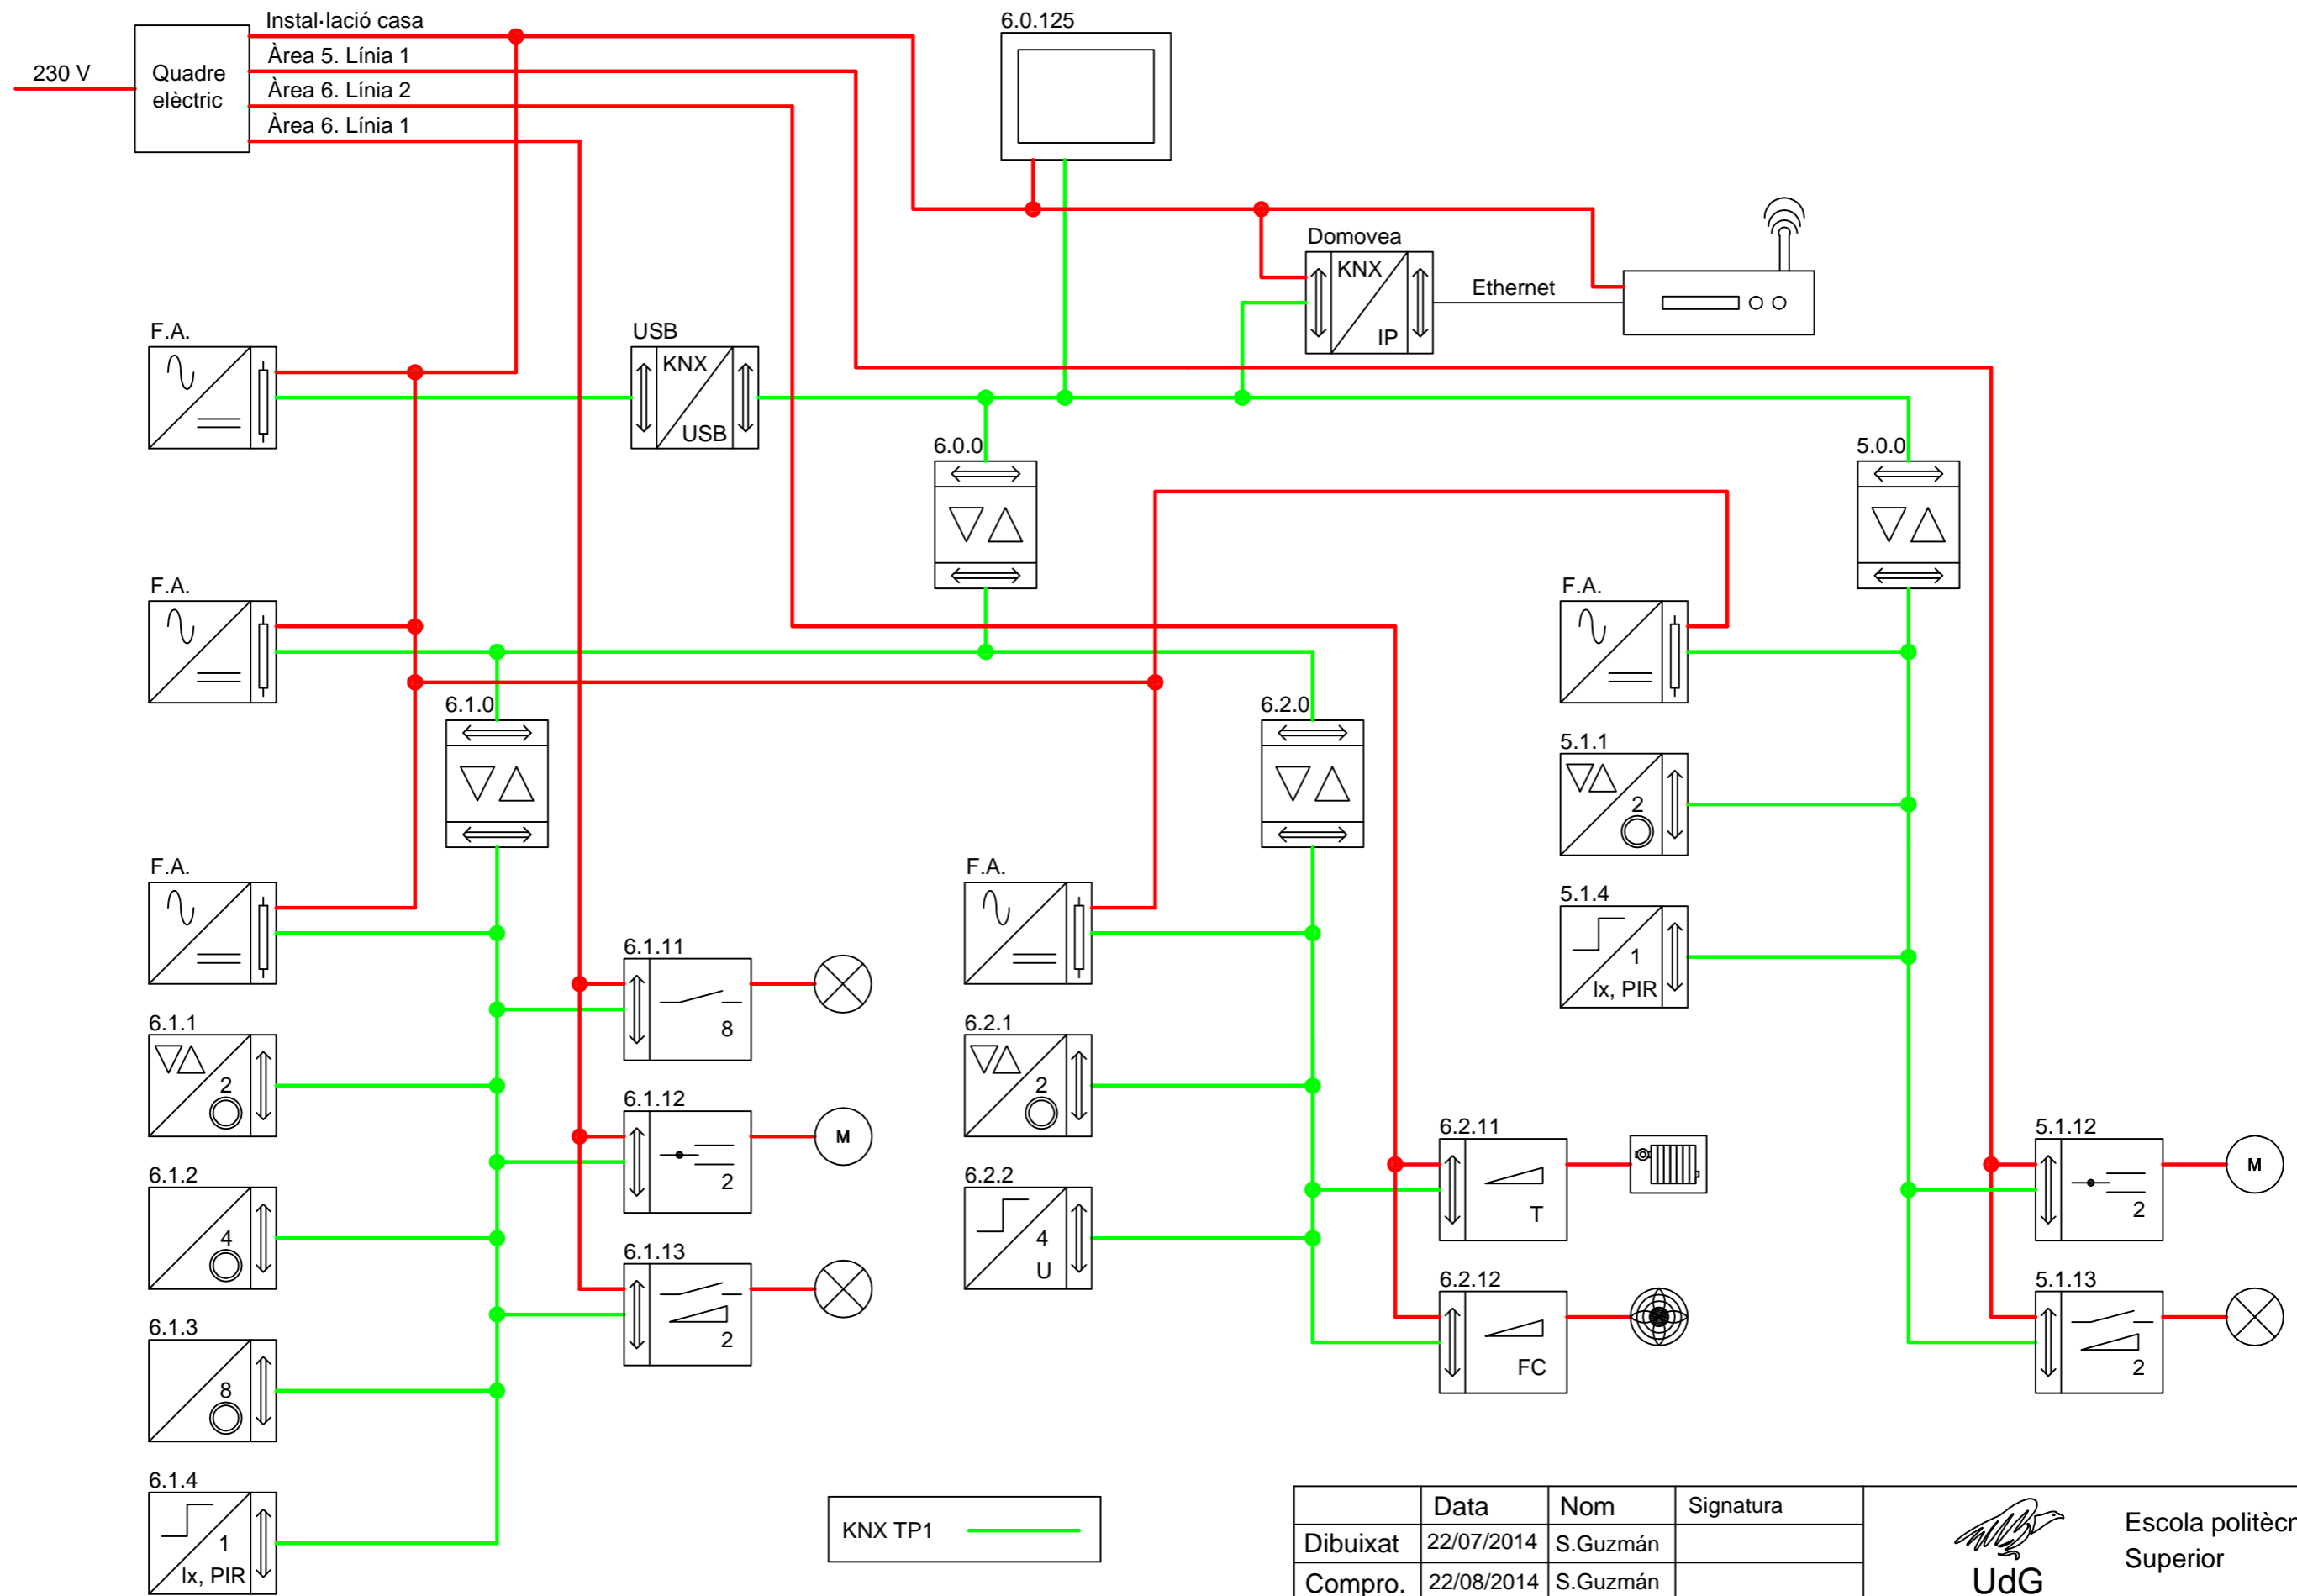 Instal·lació casa
6.0.125
230 V
Quadre
elèctric
Àrea 5. Línia 1
Àrea 6. Línia 2
Àrea 6. Línia 1
Domovea
KNX
IP
Ethernet
F.A.
USB
KNX
USB
6.0.0
5.0.0
F.A.
F.A.
6.1.0
6.2.0
5.1.1
2
F.A.
F.A.
5.1.4
1
lx, PIR
6.1.11
8
6.1.1
2
6.2.1
2
6.1.12
M
2
6.2.11
T
5.1.12
M
2
6.1.2
4
6.2.2
4
U
6.1.13
2
6.2.12
FC
5.1.13
2
6.1.3
8
6.1.4
1
lx, PIR
KNX TP1
Data Nom Signatura
Dibuixat 22/07/2014 S.Guzmán
Compro. 22/08/2014 S.Guzmán
UdG
Escola politècn
Superior